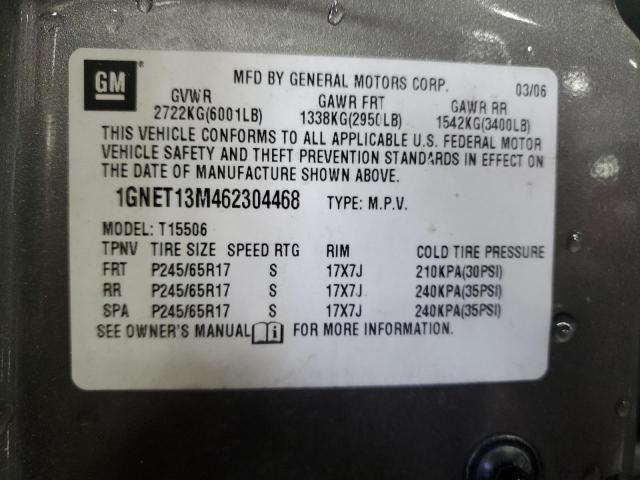 GM
®
MFD BY GENERAL MOTORS CORP. 03/06
GVWR GAWR FRT GAWR RR
2722KG(6001LB) 1338KG(2950LB) 1542KG(3400LB)
THIS VEHICLE CONFORMS TO ALL APPLICABLE U.S. FEDERAL MOTOR
VEHICLE SAFETY AND THEFT PREVENTION STANDARDS IN EFFECT ON
THE DATE OF MANUFACTURE SHOWN ABOVE.
1GNET13M462304468 TYPE: M.P.V.
MODEL: T15506
TPNV TIRE SIZE SPEED RTG RIM COLD TIRE PRESSURE
FRT P245/65R17 S 17X7J 210KPA(30PSI)
RR P245/65R17 S 17X7J 240KPA(35PSI)
SPA P245/65R17 S 17X7J 240KPA(35PSI)
SEE OWNER'S MANUAL FOR MORE INFORMATION.